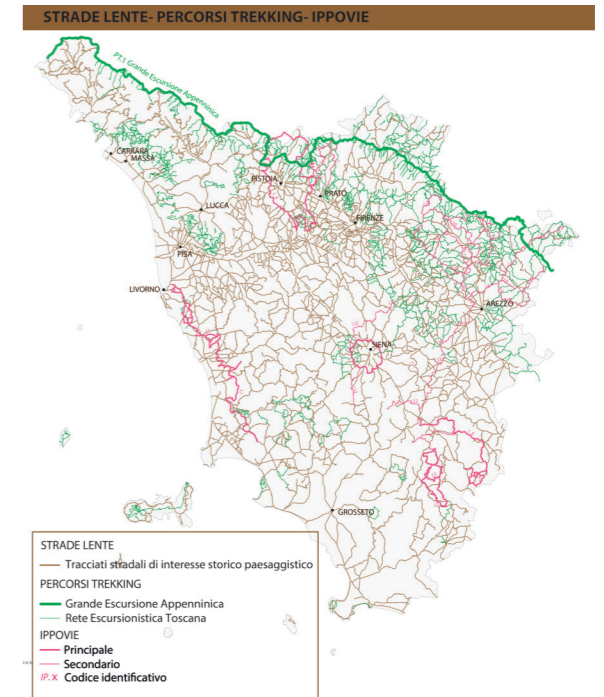 STRADE LENTE- PERCORSI TREKKING- IPPOVIE
PT.1 Grande Escursione Appenninica
CARRARA
MASSA
PISTOIA
PRATO
LUCCA
FIRENZE
PISA
LIVORNO
AREZZO
SIENA
GROSSETO
STRADE LENTE
Tracciati stradali di interesse storico paesaggistico
PERCORSI TREKKING
Grande Escursione Appenninica
Rete Escursionistica Toscana
IPPOVIE
Principale
Secondario
IP. X Codice identificativo